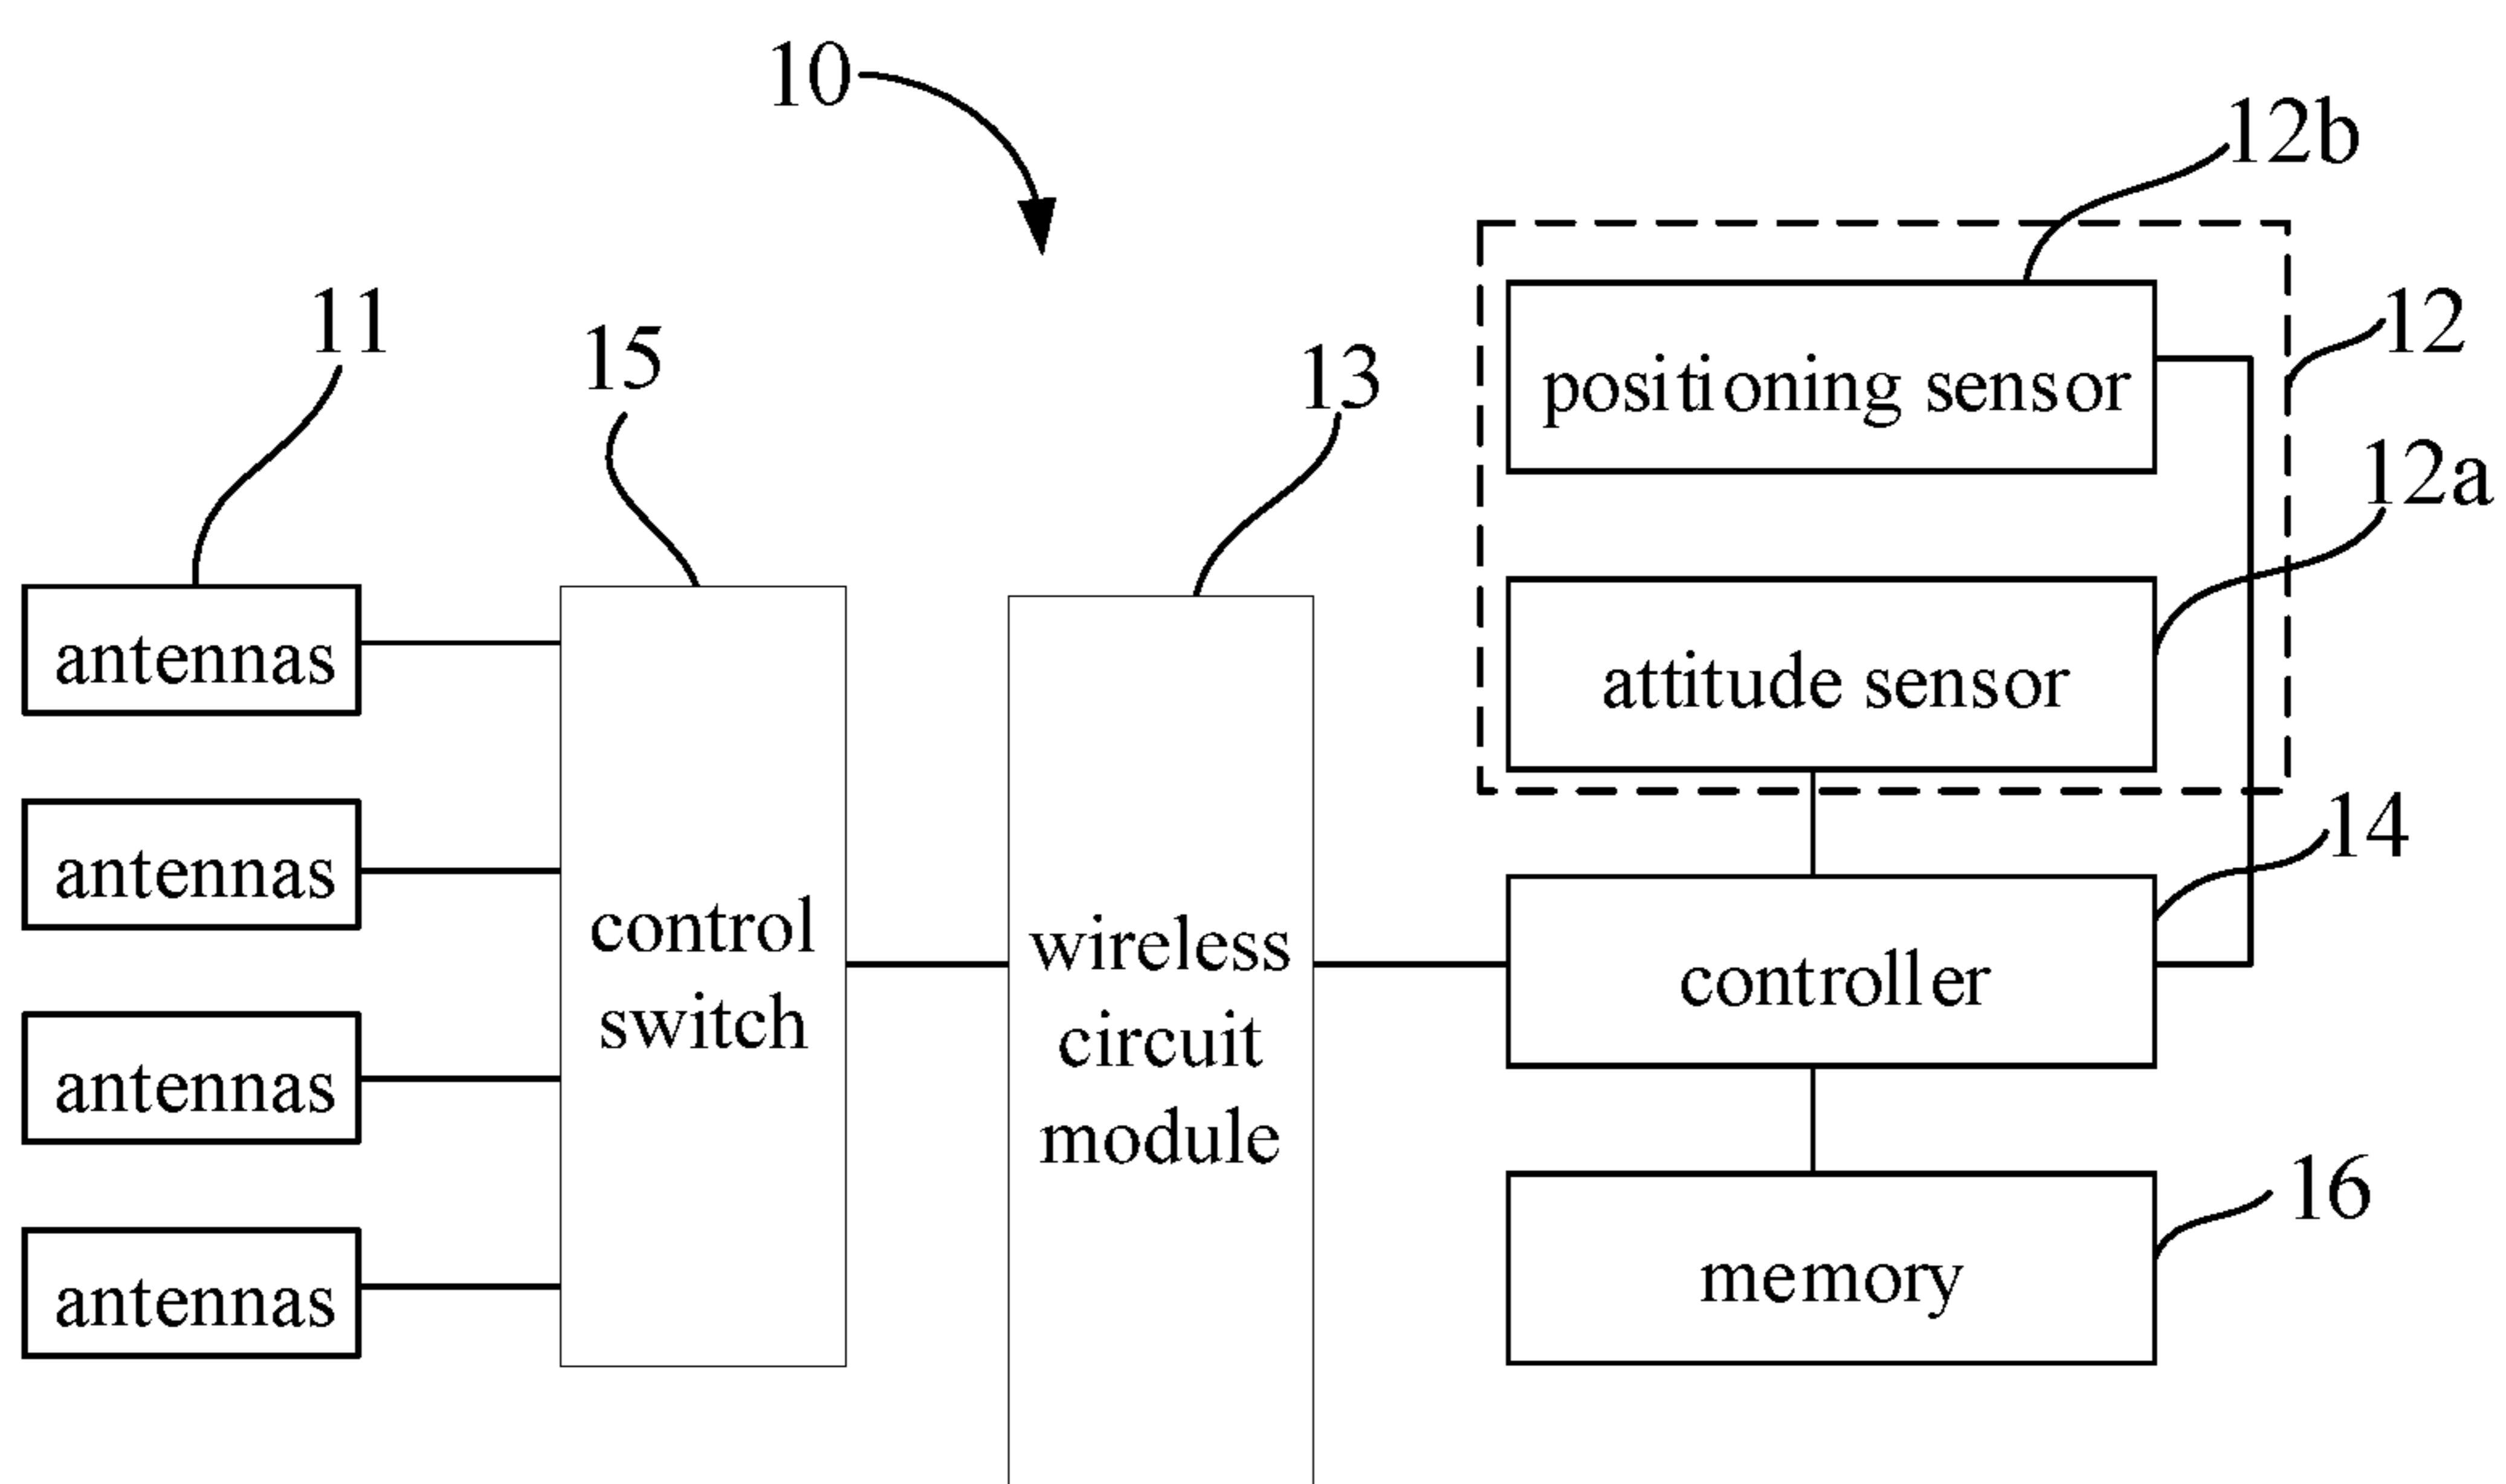 10
12b
11
15
13
12
positioning sensor
12a
antennas
attitude sensor
antennas
14
control
switch
wireless
circuit
module
controller
antennas
16
antennas
memory